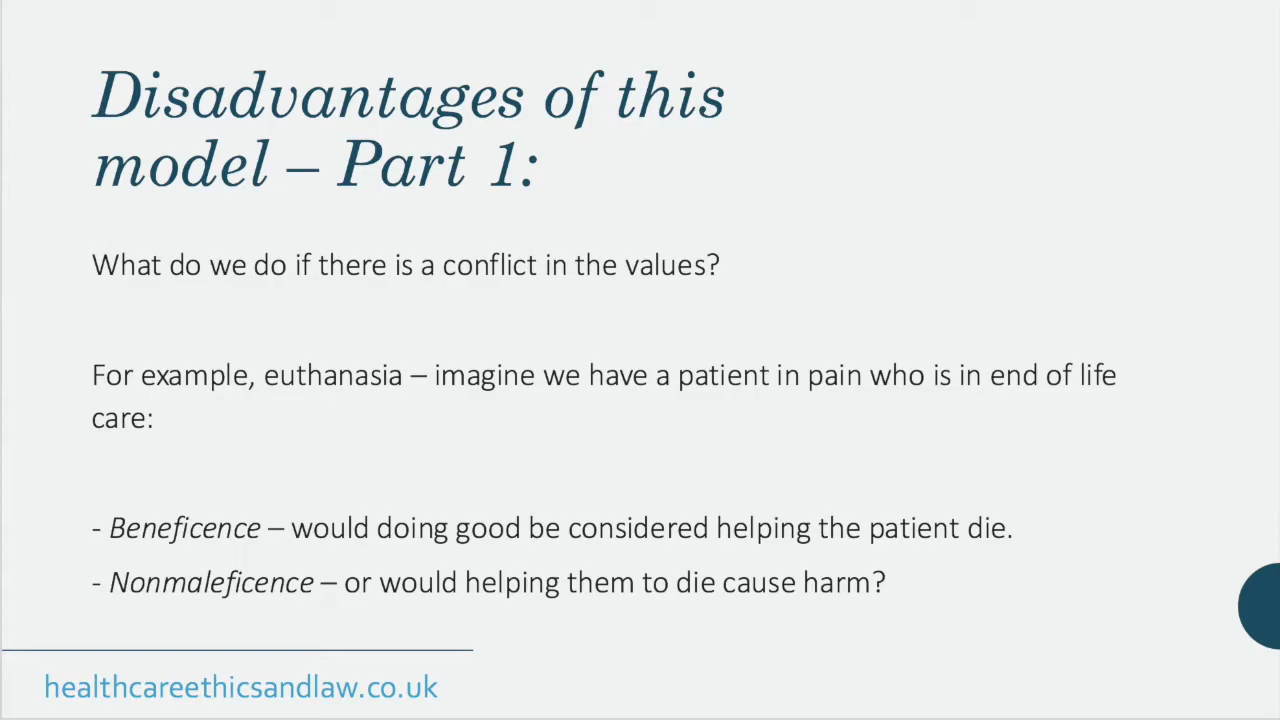 Disadvantages of this
model – Part 1:
What do we do if there is a conflict in the values?
For example, euthanasia – imagine we have a patient in pain who is in end of life
care:
- Beneficence – would doing good be considered helping the patient die.
- Nonmaleficence – or would helping them to die cause harm?
healthcareethicsandlaw.co.uk